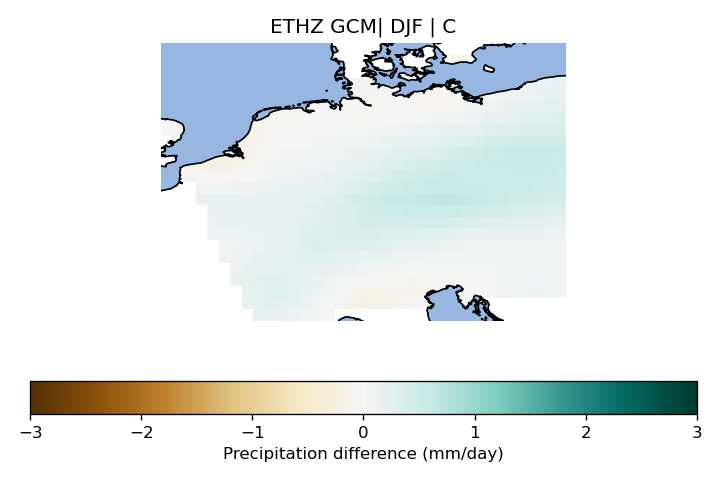 ETHZ GCM| DJF | C
−3 −2 −1 0 1 2 3
Precipitation difference (mm/day)